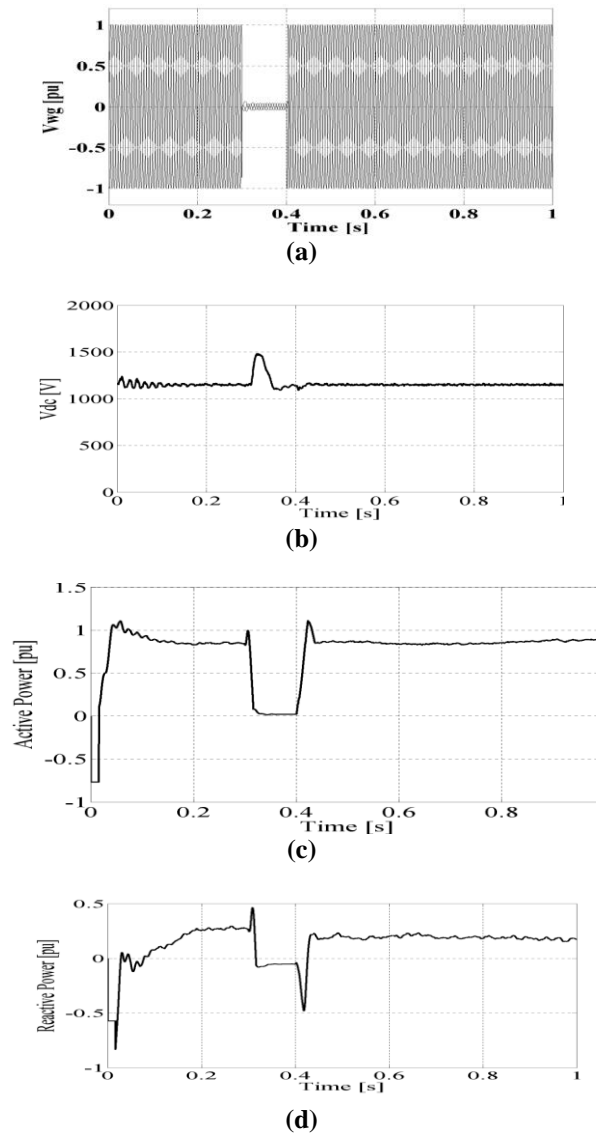 1
0.5
0
-0.5
-1
Vwg [pu]
0 0.2 0.4 0.6 0.8 1
Time [s]
(a)
2000
1500
1000
500
0
Vdc [V]
0 0.2 0.4 0.6 0.8 1
Time [s]
(b)
1.5
1
0.5
0
-0.5
-1
Active Power [pu]
0 0.2 0.4 0.6 0.8
Time [s]
(c)
0.5
0
-0.5
-1
Reactive Power [pu]
0 0.2 0.4 0.6 0.8 1
Time [s]
(d)